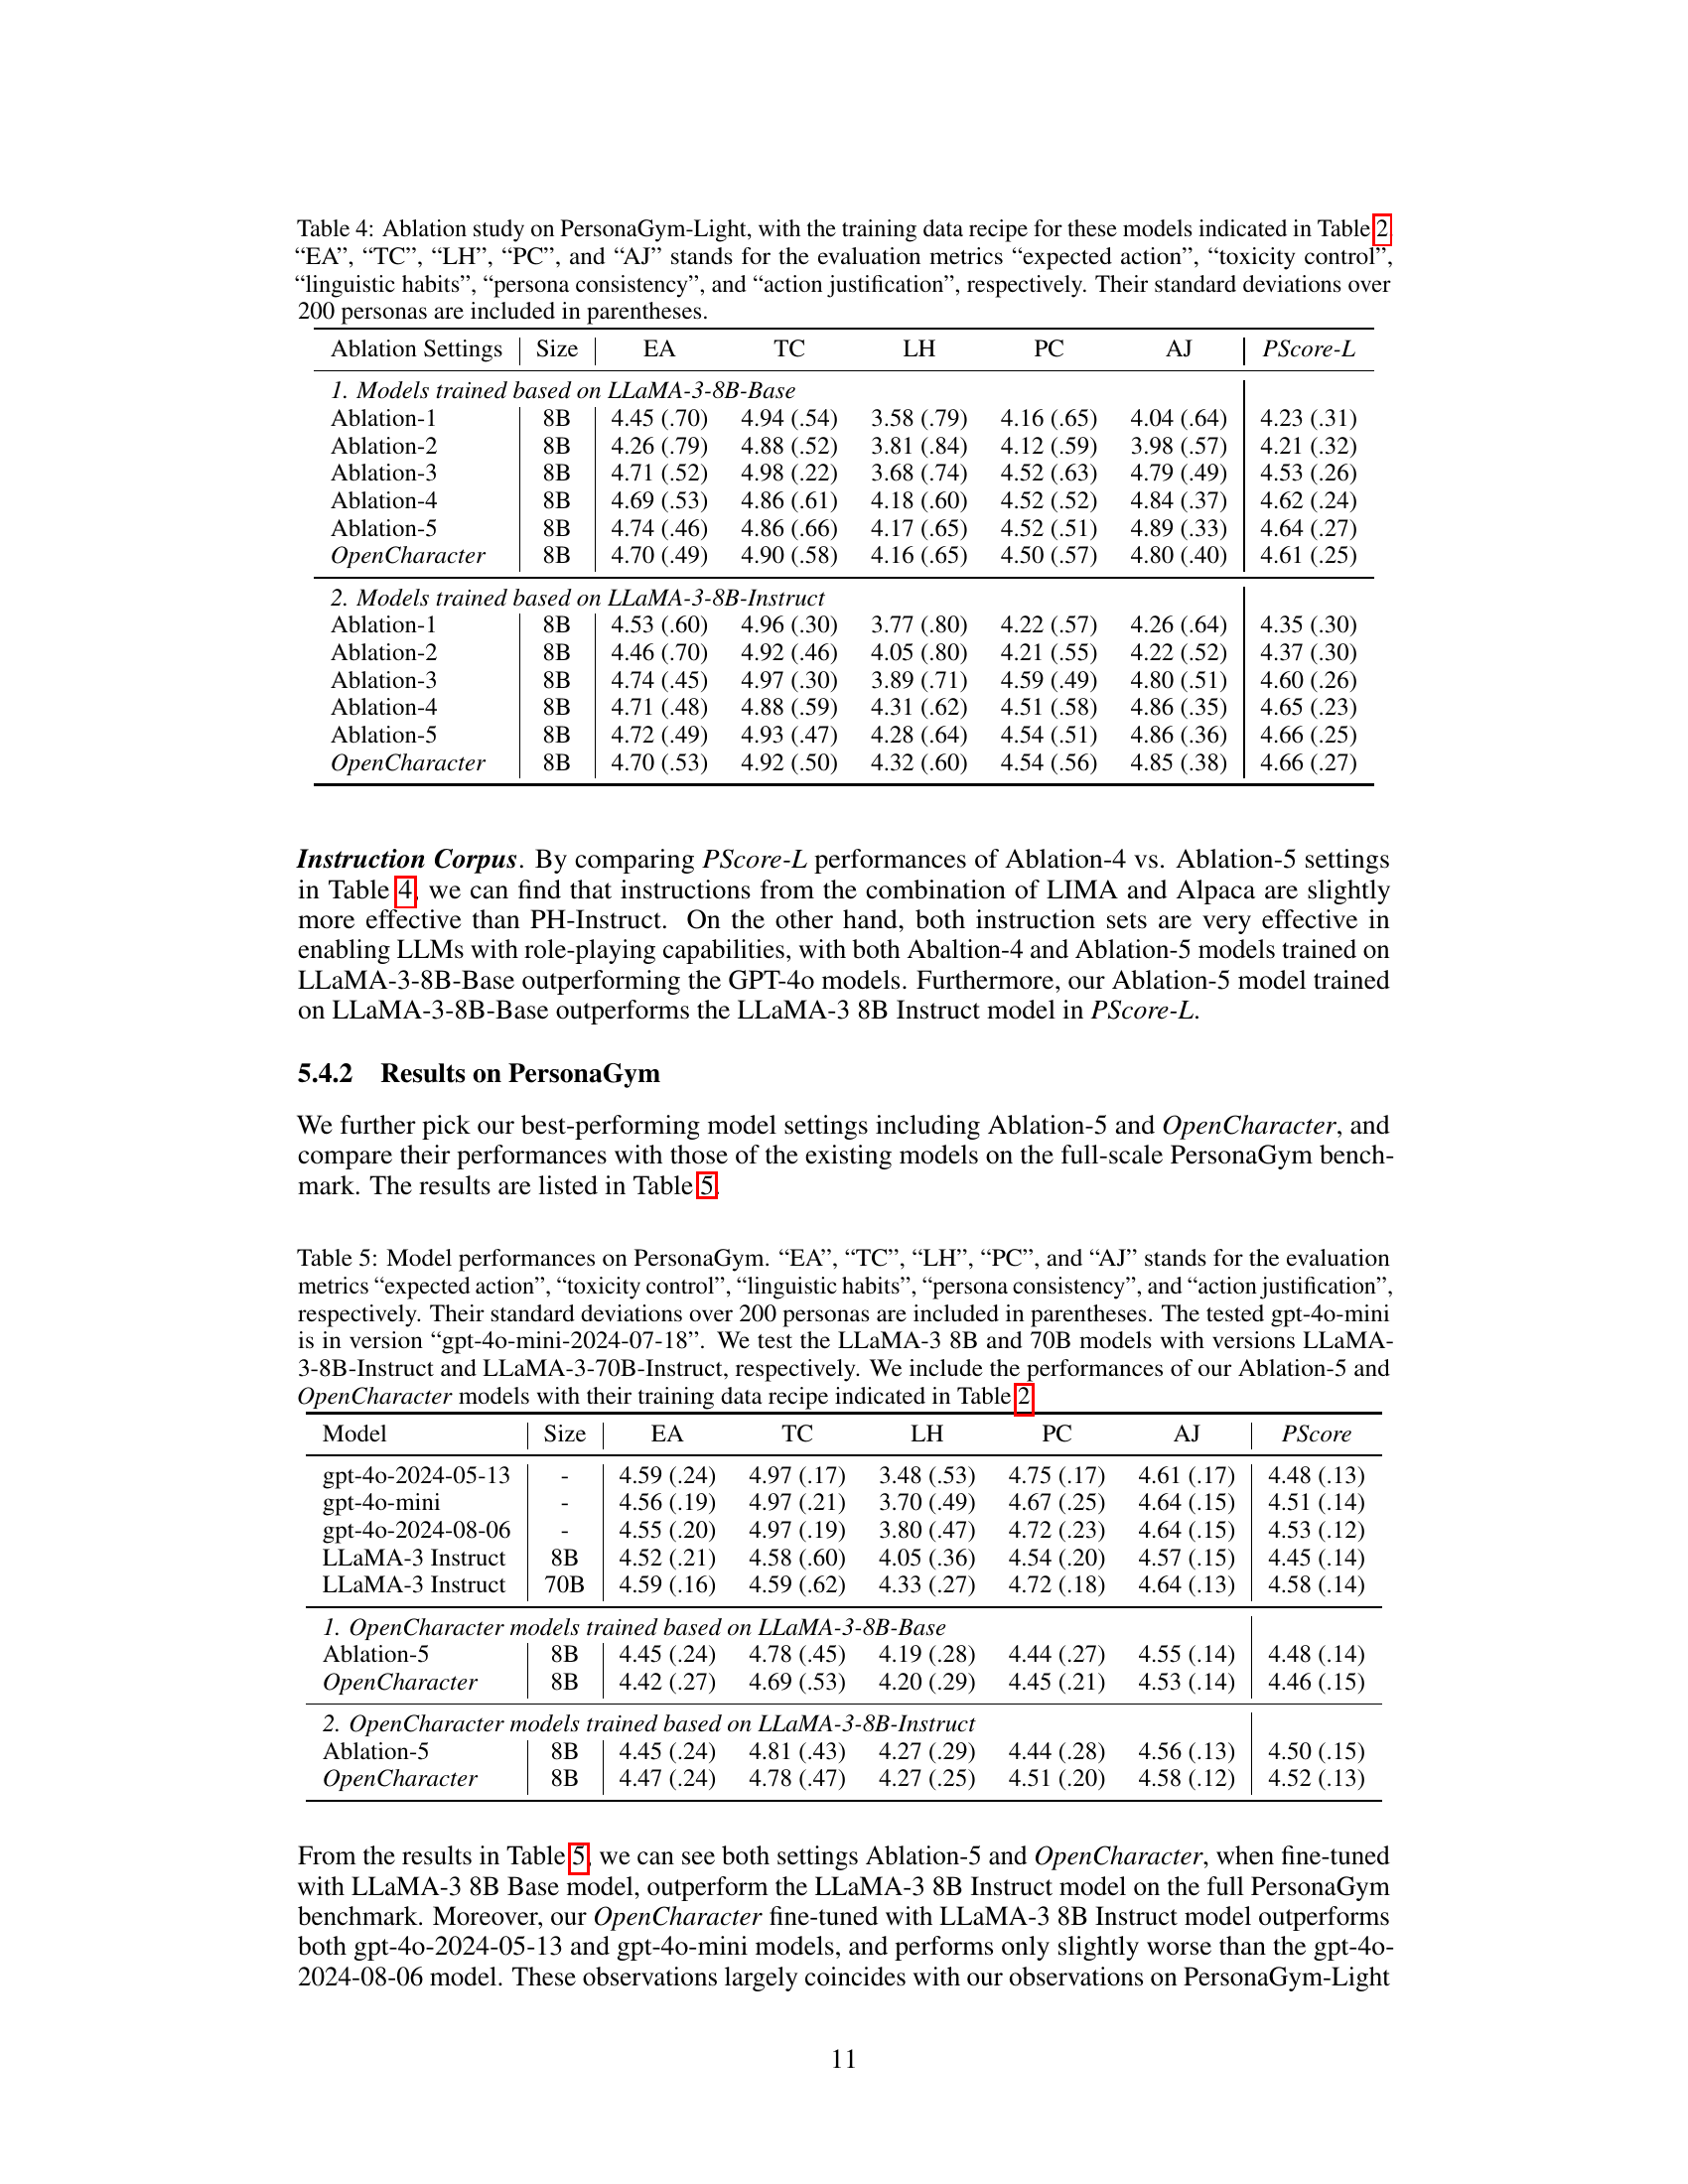 Table 4: Ablation study on PersonaGym-Light, with the training data recipe for these models indicated in Table 2.
“EA”, “TC”, “LH”, “PC”, and “AJ” stands for the evaluation metrics “expected action”, “toxicity control”,
“linguistic habits”, “persona consistency”, and “action justification”, respectively. Their standard deviations over
200 personas are included in parentheses.
Ablation Settings Size EA TC LH PC AJ PScore-L
1. Models trained based on LLaMA-3-8B-Base
Ablation-1 8B 4.45 (.70) 4.94 (.54) 3.58 (.79) 4.16 (.65) 4.04 (.64) 4.23 (.31)
Ablation-2 8B 4.26 (.79) 4.88 (.52) 3.81 (.84) 4.12 (.59) 3.98 (.57) 4.21 (.32)
Ablation-3 8B 4.71 (.52) 4.98 (.22) 3.68 (.74) 4.52 (.63) 4.79 (.49) 4.53 (.26)
Ablation-4 8B 4.69 (.53) 4.86 (.61) 4.18 (.60) 4.52 (.52) 4.84 (.37) 4.62 (.24)
Ablation-5 8B 4.74 (.46) 4.86 (.66) 4.17 (.65) 4.52 (.51) 4.89 (.33) 4.64 (.27)
OpenCharacter 8B 4.70 (.49) 4.90 (.58) 4.16 (.65) 4.50 (.57) 4.80 (.40) 4.61 (.25)
2. Models trained based on LLaMA-3-8B-Instruct
Ablation-1 8B 4.53 (.60) 4.96 (.30) 3.77 (.80) 4.22 (.57) 4.26 (.64) 4.35 (.30)
Ablation-2 8B 4.46 (.70) 4.92 (.46) 4.05 (.80) 4.21 (.55) 4.22 (.52) 4.37 (.30)
Ablation-3 8B 4.74 (.45) 4.97 (.30) 3.89 (.71) 4.59 (.49) 4.80 (.51) 4.60 (.26)
Ablation-4 8B 4.71 (.48) 4.88 (.59) 4.31 (.62) 4.51 (.58) 4.86 (.35) 4.65 (.23)
Ablation-5 8B 4.72 (.49) 4.93 (.47) 4.28 (.64) 4.54 (.51) 4.86 (.36) 4.66 (.25)
OpenCharacter 8B 4.70 (.53) 4.92 (.50) 4.32 (.60) 4.54 (.56) 4.85 (.38) 4.66 (.27)
Instruction Corpus. By comparing PScore-L performances of Ablation-4 vs. Ablation-5 settings
in Table 4, we can find that instructions from the combination of LIMA and Alpaca are slightly
more effective than PH-Instruct. On the other hand, both instruction sets are very effective in
enabling LLMs with role-playing capabilities, with both Abaltion-4 and Ablation-5 models trained on
LLaMA-3-8B-Base outperforming the GPT-4o models. Furthermore, our Ablation-5 model trained
on LLaMA-3-8B-Base outperforms the LLaMA-3 8B Instruct model in PScore-L.
5.4.2 Results on PersonaGym
We further pick our best-performing model settings including Ablation-5 and OpenCharacter, and
compare their performances with those of the existing models on the full-scale PersonaGym bench-
mark. The results are listed in Table 5.
Table 5: Model performances on PersonaGym. “EA”, “TC”, “LH”, “PC”, and “AJ” stands for the evaluation
metrics “expected action”, “toxicity control”, “linguistic habits”, “persona consistency”, and “action justification”,
respectively. Their standard deviations over 200 personas are included in parentheses. The tested gpt-4o-mini
is in version “gpt-4o-mini-2024-07-18”. We test the LLaMA-3 8B and 70B models with versions LLaMA-
3-8B-Instruct and LLaMA-3-70B-Instruct, respectively. We include the performances of our Ablation-5 and
OpenCharacter models with their training data recipe indicated in Table 2
Model Size EA TC LH PC AJ PScore
gpt-4o-2024-05-13 - 4.59 (.24) 4.97 (.17) 3.48 (.53) 4.75 (.17) 4.61 (.17) 4.48 (.13)
gpt-4o-mini - 4.56 (.19) 4.97 (.21) 3.70 (.49) 4.67 (.25) 4.64 (.15) 4.51 (.14)
gpt-4o-2024-08-06 - 4.55 (.20) 4.97 (.19) 3.80 (.47) 4.72 (.23) 4.64 (.15) 4.53 (.12)
LLaMA-3 Instruct 8B 4.52 (.21) 4.58 (.60) 4.05 (.36) 4.54 (.20) 4.57 (.15) 4.45 (.14)
LLaMA-3 Instruct 70B 4.59 (.16) 4.59 (.62) 4.33 (.27) 4.72 (.18) 4.64 (.13) 4.58 (.14)
1. OpenCharacter models trained based on LLaMA-3-8B-Base
Ablation-5 8B 4.45 (.24) 4.78 (.45) 4.19 (.28) 4.44 (.27) 4.55 (.14) 4.48 (.14)
OpenCharacter 8B 4.42 (.27) 4.69 (.53) 4.20 (.29) 4.45 (.21) 4.53 (.14) 4.46 (.15)
2. OpenCharacter models trained based on LLaMA-3-8B-Instruct
Ablation-5 8B 4.45 (.24) 4.81 (.43) 4.27 (.29) 4.44 (.28) 4.56 (.13) 4.50 (.15)
OpenCharacter 8B 4.47 (.24) 4.78 (.47) 4.27 (.25) 4.51 (.20) 4.58 (.12) 4.52 (.13)
From the results in Table 5, we can see both settings Ablation-5 and OpenCharacter, when fine-tuned
with LLaMA-3 8B Base model, outperform the LLaMA-3 8B Instruct model on the full PersonaGym
benchmark. Moreover, our OpenCharacter fine-tuned with LLaMA-3 8B Instruct model outperforms
both gpt-4o-2024-05-13 and gpt-4o-mini models, and performs only slightly worse than the gpt-4o-
2024-08-06 model. These observations largely coincides with our observations on PersonaGym-Light
11